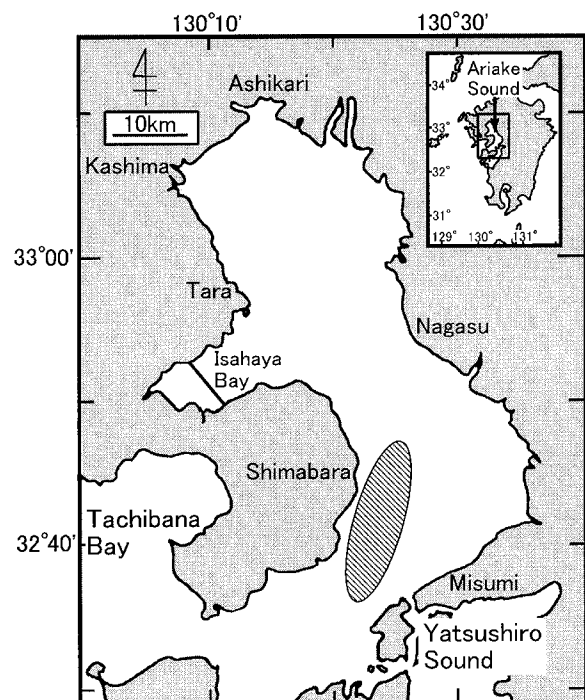 130°10' 130°30'
Ashikari
10km
Kashima
33°00'
Tara
Nagasu
Isahaya
Bay
Shimabara
Tachibana
Bay
32°40'
Misumi
Yatsushiro
Sound
Ariake
Sound
34°
33°
32°
31°
129° 130° 131°